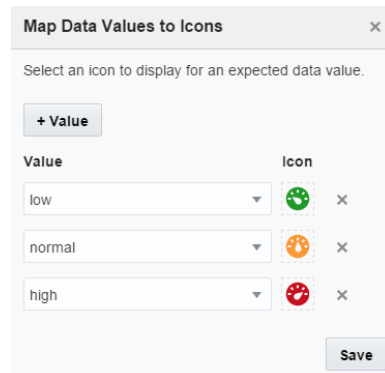 Map Data Values to Icons ×
Select an icon to display for an expected data value.
+ Value
Value Icon
low ×
normal ×
high ×
Save